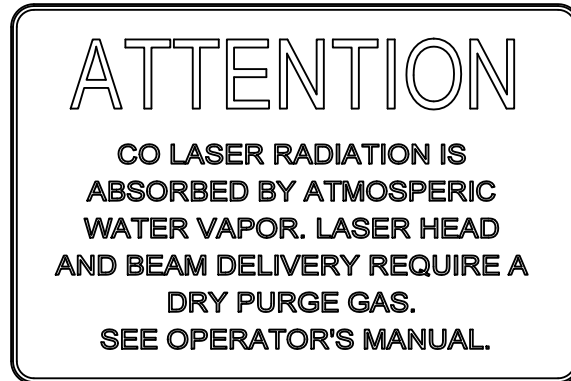 ATTENTION
CO LASER RADIATION IS
ABSORBED BY ATMOSPERIC
WATER VAPOR. LASER HEAD
AND BEAM DELIVERY REQUIRE A
DRY PURGE GAS.
SEE OPERATOR'S MANUAL.